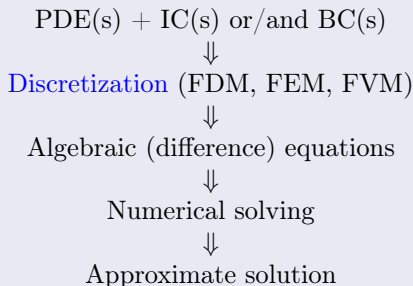 PDE(s) + IC(s) or/and BC(s)
⇓
Discretization (FDM, FEM, FVM)
⇓
Algebraic (difference) equations
⇓
Numerical solving
⇓
Approximate solution